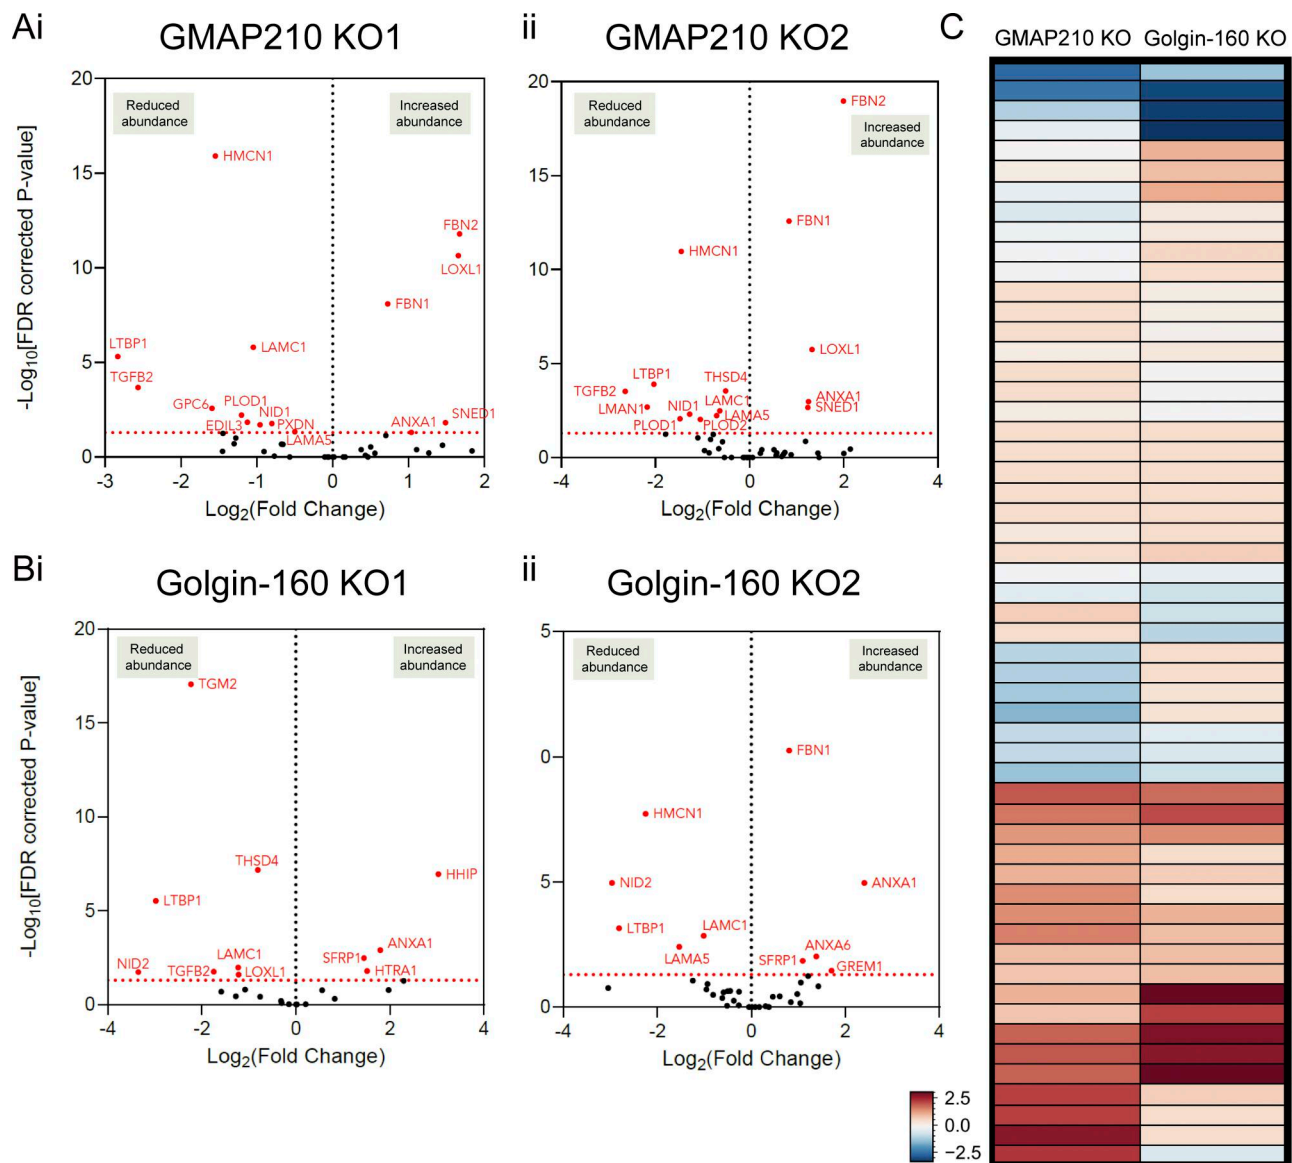 Ai
GMAP210 KO1
ii
GMAP210 KO2
C
GMAP210 KO Golgin-160 KO
-Log10[FDR corrected P-value]
20
15
10
5
0
Reduced
abundance
Increased
abundance
HMCN1
FBN2
LOXL1
FBN1
LTBP1
LAMC1
TGFB2
GPC6
PLOD1
EDIL3
NID1
PXDN
LAMA5
ANXA1
SNED1
-3
-2
-1
0
1
2
Log2(Fold Change)
20
15
10
5
0
Reduced
abundance
Increased
abundance
FBN2
FBN1
HMCN1
LOXL1
LTBP1
THSD4
TGFB2
LMAN1
NID1
LAMC1
LAMA5
PLOD1
PLOD2
ANXA1
SNED1
-4
-2
0
2
4
Log2(Fold Change)
Bi
Golgin-160 KO1
ii
Golgin-160 KO2
-Log10[FDR corrected P-value]
20
15
10
5
0
Reduced
abundance
Increased
abundance
TGM2
THSD4
HHIP
LTBP1
NID2
TGFB2
LAMC1
LOXL1
SFRP1
ANXA1
HTRA1
-4
-2
0
2
4
Log2(Fold Change)
5
0
5
0
Reduced
abundance
Increased
abundance
FBN1
HMCN1
NID2
ANXA1
LTBP1
LAMC1
LAMA5
ANXA6
SFRP1
GREM1
-4
-2
0
2
4
Log2(Fold Change)
2.5
0.0
−2.5